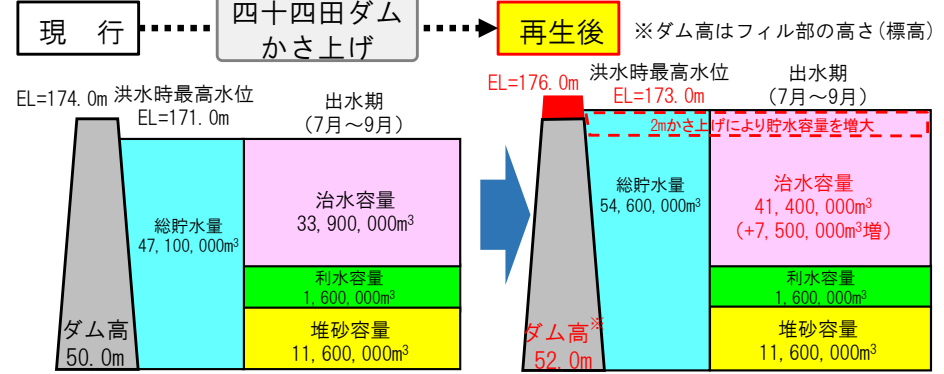 現　行
四十四田ダム
かさ上げ
再生後
※ダム高はフィル部の高さ(標高)
EL=174.0m
洪水時最高水位
EL=171.0m
出水期
(7月～9月)
総貯水量
47,100,000m³
治水容量
33,900,000m³
利水容量
1,600,000m³
堆砂容量
11,600,000m³
ダム高
50.0m
EL=176.0m
洪水時最高水位
EL=173.0m
出水期
(7月～9月)
2mかさ上げにより貯水容量を増大
総貯水量
54,600,000m³
治水容量
41,400,000m³
(+7,500,000m³増)
利水容量
1,600,000m³
堆砂容量
11,600,000m³
ダム高※
52.0m